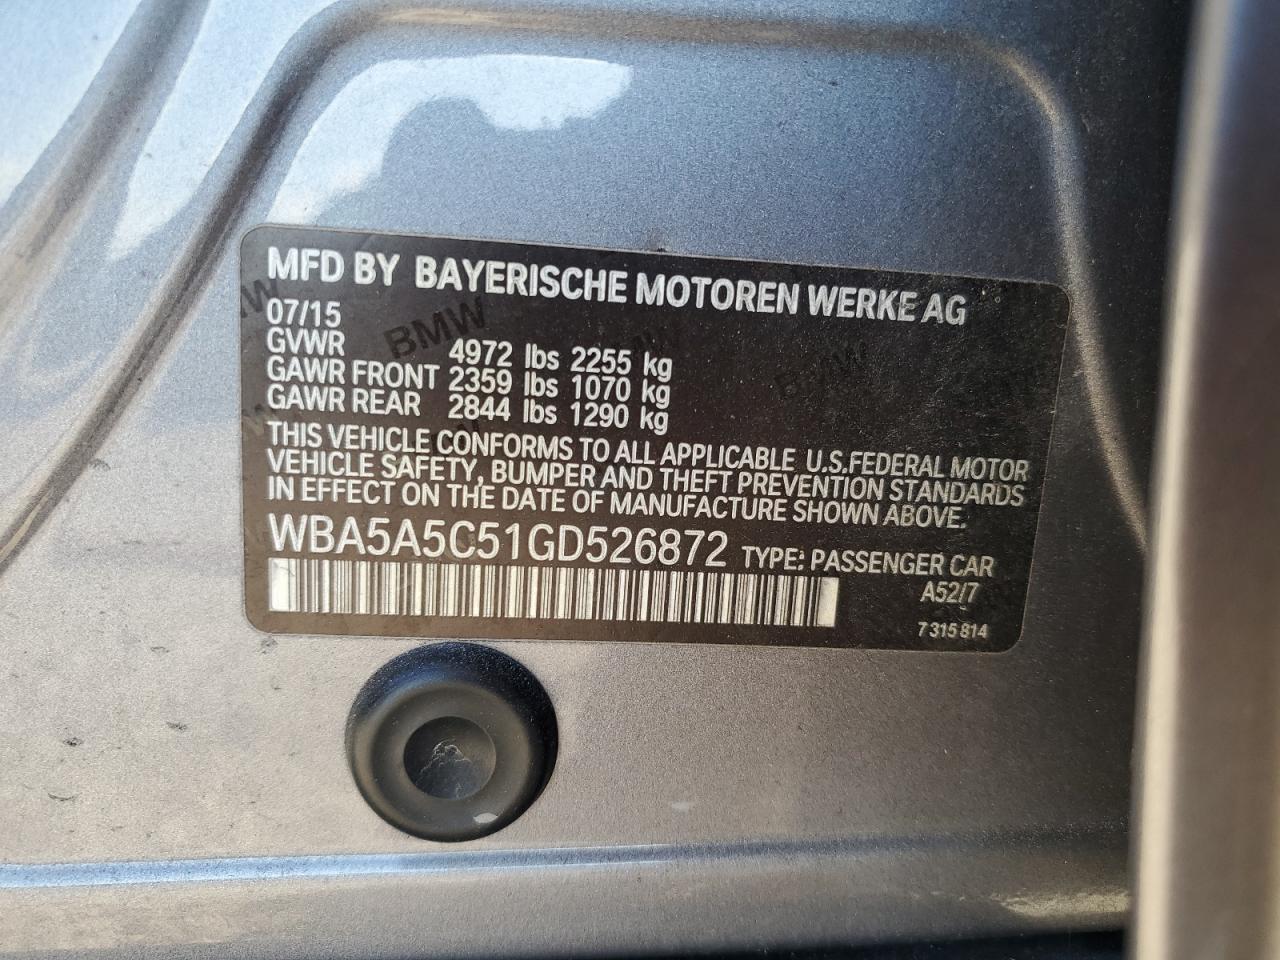 MFD BY BAYERISCHE MOTOREN WERKE AG
07/15
GVWR 4972 lbs 2255 kg
GAWR FRONT 2359 lbs 1070 kg
GAWR REAR 2844 lbs 1290 kg
THIS VEHICLE CONFORMS TO ALL APPLICABLE U.S.FEDERAL MOTOR
VEHICLE SAFETY, BUMPER AND THEFT PREVENTION STANDARDS
IN EFFECT ON THE DATE OF MANUFACTURE SHOWN ABOVE.
WBA5A5C51GD526872 TYPE: PASSENGER CAR
A52/7
7 315 814
BMW
BMW